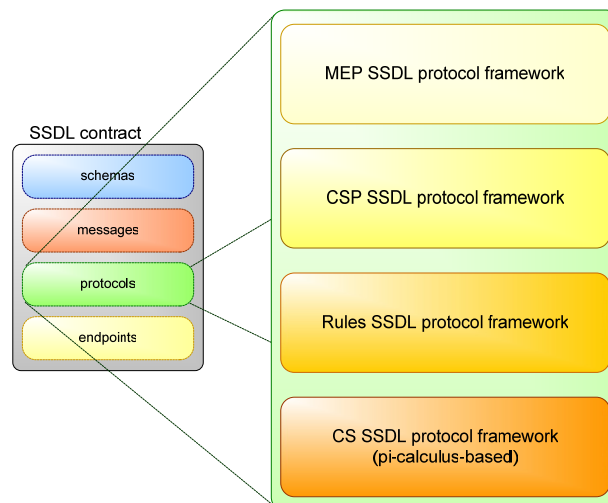 SSDL contract
schemas
messages
protocols
endpoints
MEP SSDL protocol framework
CSP SSDL protocol framework
Rules SSDL protocol framework
CS SSDL protocol framework
(pi-calculus-based)